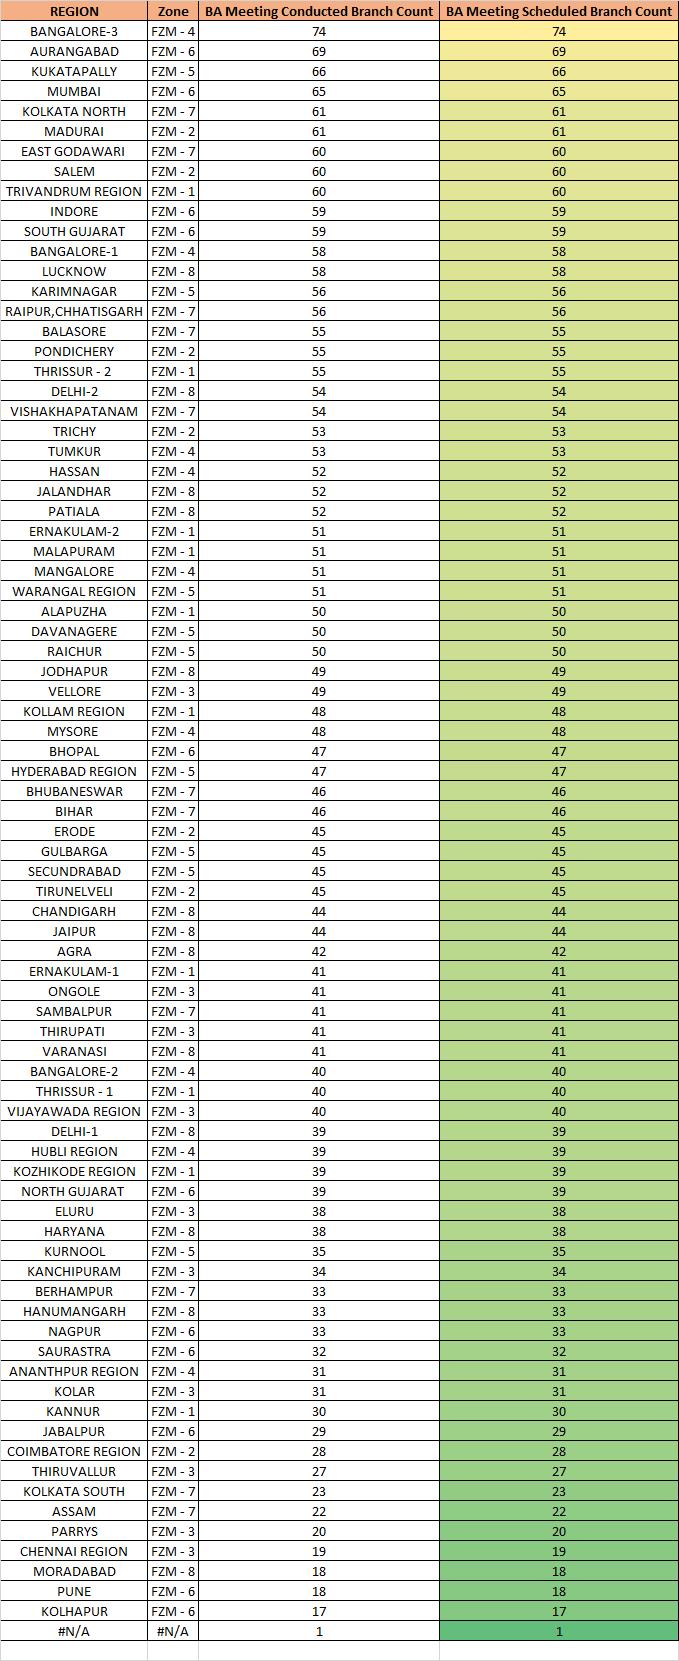 REGION Zone BA Meeting Conducted Branch Count BA Meeting Scheduled Branch Count
BANGALORE-3 FZM - 4 74 74
AURANGABAD FZM - 6 69 69
KUKATAPALLY FZM - 5 66 66
MUMBAI FZM - 6 65 65
KOLKATA NORTH FZM - 7 61 61
MADURAI FZM - 2 61 61
EAST GODAWARI FZM - 7 60 60
SALEM FZM - 2 60 60
TRIVANDRUM REGION FZM - 1 60 60
INDORE FZM - 6 59 59
SOUTH GUJARAT FZM - 6 59 59
BANGALORE-1 FZM - 4 58 58
LUCKNOW FZM - 8 58 58
KARIMNAGAR FZM - 5 56 56
RAIPUR,CHHATISGARH FZM - 7 56 56
BALASORE FZM - 7 55 55
PONDICHERY FZM - 2 55 55
THRISSUR - 2 FZM - 1 55 55
DELHI-2 FZM - 8 54 54
VISHAKHAPATANAM FZM - 7 54 54
TRICHY FZM - 2 53 53
TUMKUR FZM - 4 53 53
HASSAN FZM - 4 52 52
JALANDHAR FZM - 8 52 52
PATIALA FZM - 8 52 52
ERNAKULAM-2 FZM - 1 51 51
MALAPURAM FZM - 1 51 51
MANGALORE FZM - 4 51 51
WARANGAL REGION FZM - 5 51 51
ALAPUZHA FZM - 1 50 50
DAVANAGERE FZM - 5 50 50
RAICHUR FZM - 5 50 50
JODHAPUR FZM - 8 49 49
VELLORE FZM - 3 49 49
KOLLAM REGION FZM - 1 48 48
MYSORE FZM - 4 48 48
BHOPAL FZM - 6 47 47
HYDERABAD REGION FZM - 5 47 47
BHUBANESWAR FZM - 7 46 46
BIHAR FZM - 7 46 46
ERODE FZM - 2 45 45
GULBARGA FZM - 5 45 45
SECUNDRABAD FZM - 5 45 45
TIRUNELVELI FZM - 2 45 45
CHANDIGARH FZM - 8 44 44
JAIPUR FZM - 8 44 44
AGRA FZM - 8 42 42
ERNAKULAM-1 FZM - 1 41 41
ONGOLE FZM - 3 41 41
SAMBALPUR FZM - 7 41 41
THIRUPATI FZM - 3 41 41
VARANASI FZM - 8 41 41
BANGALORE-2 FZM - 4 40 40
THRISSUR - 1 FZM - 1 40 40
VIJAYAWADA REGION FZM - 3 40 40
DELHI-1 FZM - 8 39 39
HUBLI REGION FZM - 4 39 39
KOZHIKODE REGION FZM - 1 39 39
NORTH GUJARAT FZM - 6 39 39
ELURU FZM - 3 38 38
HARYANA FZM - 8 38 38
KURNOOL FZM - 5 35 35
KANCHIPURAM FZM - 3 34 34
BERHAMPUR FZM - 7 33 33
HANUMANGARH FZM - 8 33 33
NAGPUR FZM - 6 33 33
SAURASTRA FZM - 6 32 32
ANANTHPUR REGION FZM - 4 31 31
KOLAR FZM - 3 31 31
KANNUR FZM - 1 30 30
JABALPUR FZM - 6 29 29
COIMBATORE REGION FZM - 2 28 28
THIRUVALLUR FZM - 3 27 27
KOLKATA SOUTH FZM - 7 23 23
ASSAM FZM - 7 22 22
PARRYS FZM - 3 20 20
CHENNAI REGION FZM - 3 19 19
MORADABAD FZM - 8 18 18
PUNE FZM - 6 18 18
KOLHAPUR FZM - 6 17 17
#N/A #N/A 1 1